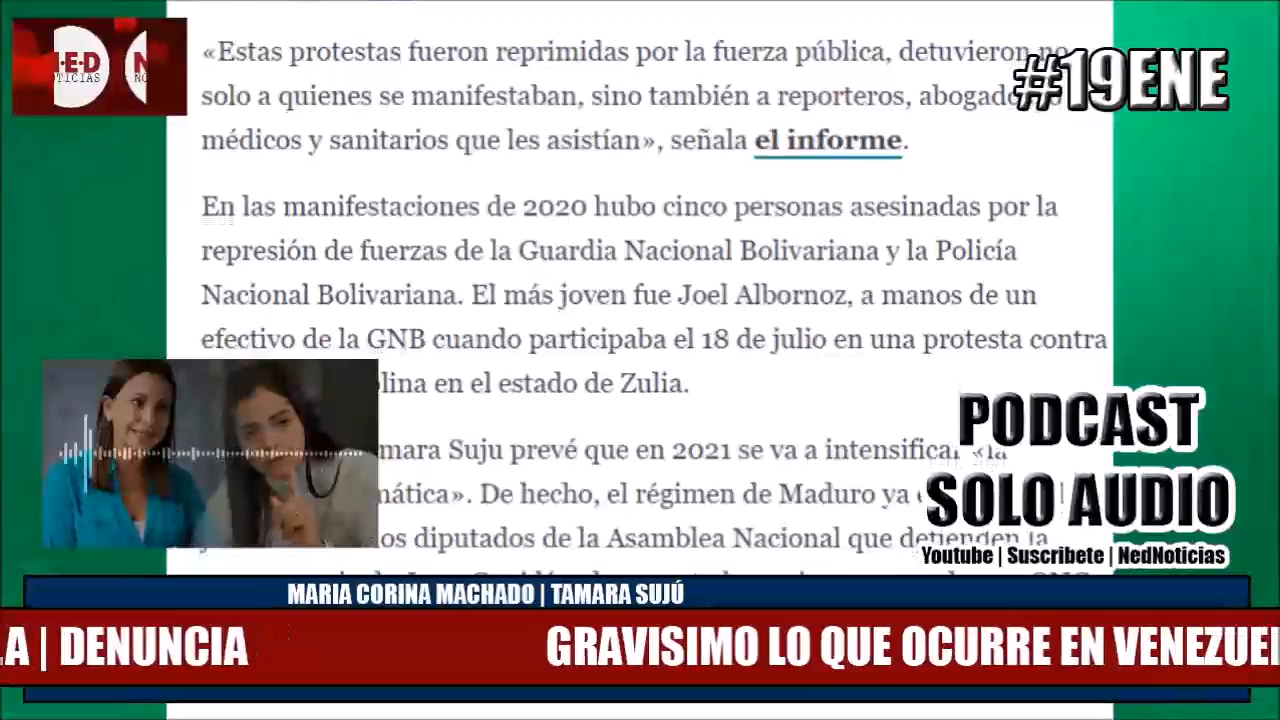 «Estas protestas fueron reprimidas por la fuerza pública, detuvieron no
solo a quienes se manifestaban, sino también a reporteros,
médicos y sanitarios que les asistían», señala el informe.
En las manifestaciones de 2020 hubo cinco personas asesinadas por la
represión de fuerzas de la Guardia Nacional Bolivariana y la Policía
Nacional Bolivariana. El más joven fue Joel Albornoz, a manos de un
efectivo de la GNB cuando participaba el 18 de julio en una protesta contra
lina en el estado de Zulia.
mara Suju prevé que en 2021 se va a intensificar «la
mática». De hecho, el régimen de Maduro ya
os diputados de la Asamblea Nacional que detienden la
#19ENE
PODCAST
SOLO AUDIO
Youtube | Suscribete | NedNoticias
MARIA CORINA MACHADO | TAMARA SUJÚ
LA | DENUNCIA GRAVISIMO LO QUE OCURRE EN VENEZUE